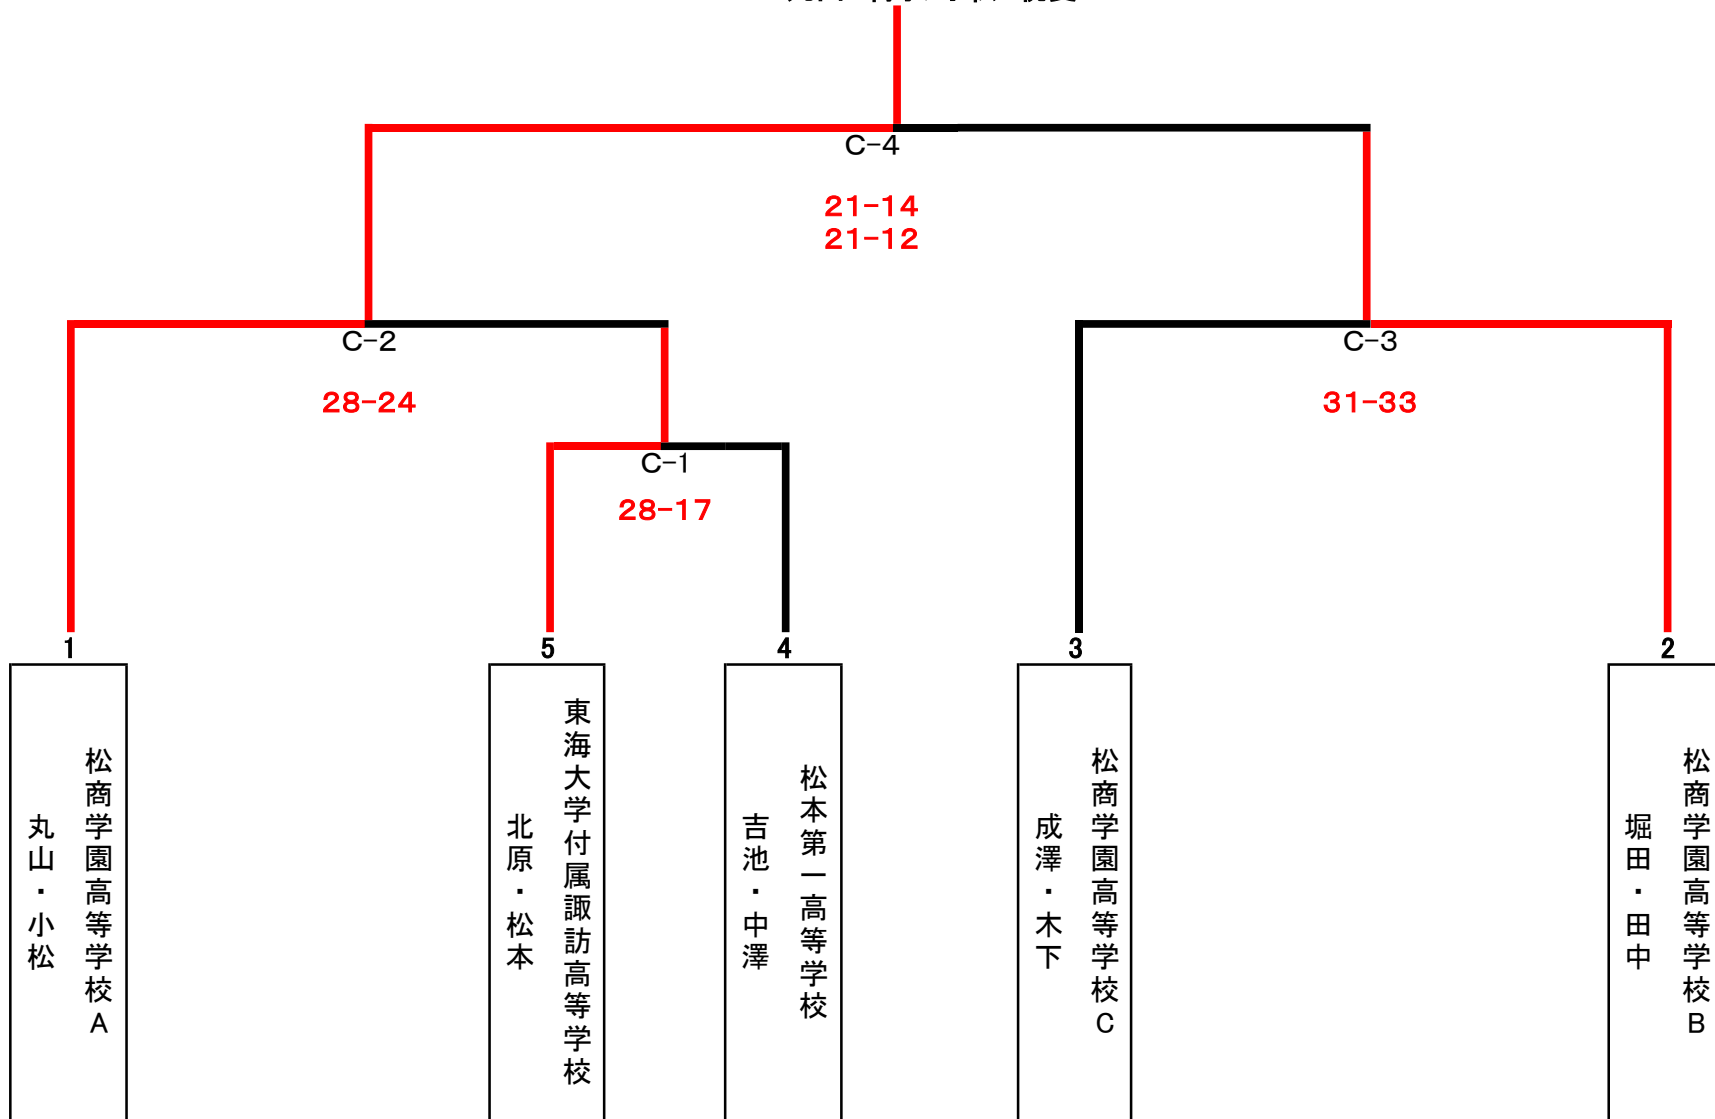 C-4
21-14
21-12
C-2
C-3
28-24
31-33
C-1
28-17
1
5
4
3
2
松商学園高等学校A
丸山・小松
東海大学付属諏訪高等学校
北原・松本
松本第一高等学校
吉池・中澤
松商学園高等学校C
成澤・木下
松商学園高等学校B
堀田・田中